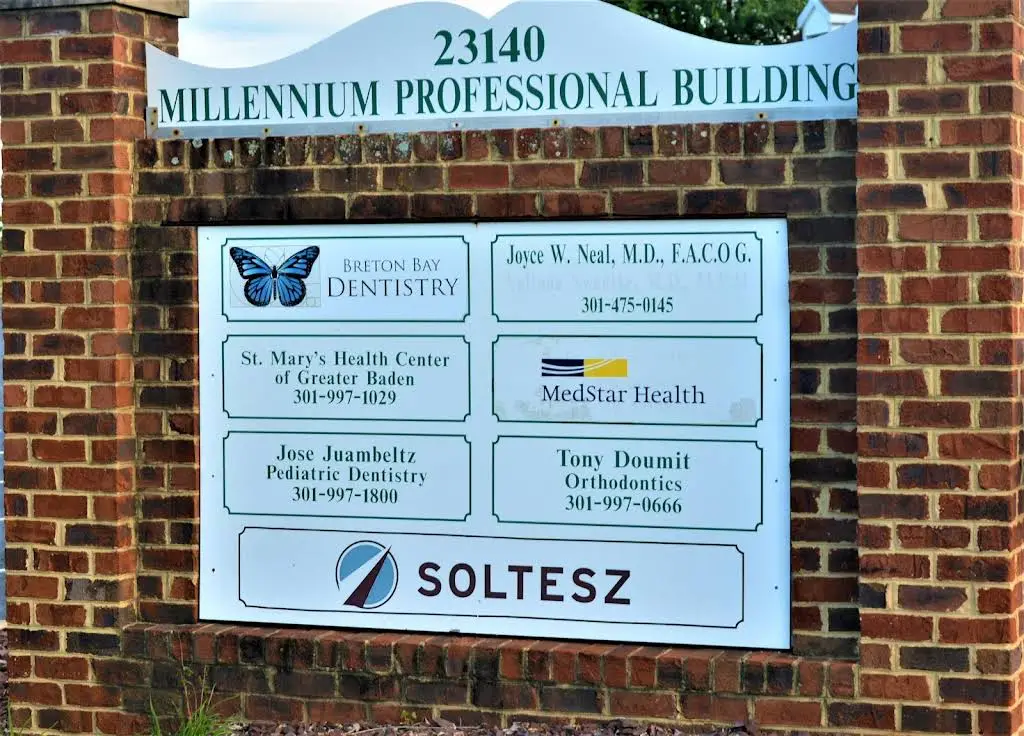 23140
MILLENNIUM PROFESSIONAL BUILDING
BRETON BAY
DENTISTRY
Joyce W. Neal, M.D., F.A.C.O G.
301-475-0145
St. Mary's Health Center
of Greater Baden
301-997-1029
MedStar Health
Jose Juambeltz
Pediatric Dentistry
301-997-1800
Tony Doumit
Orthodontics
301-997-0666
SOLTESZ